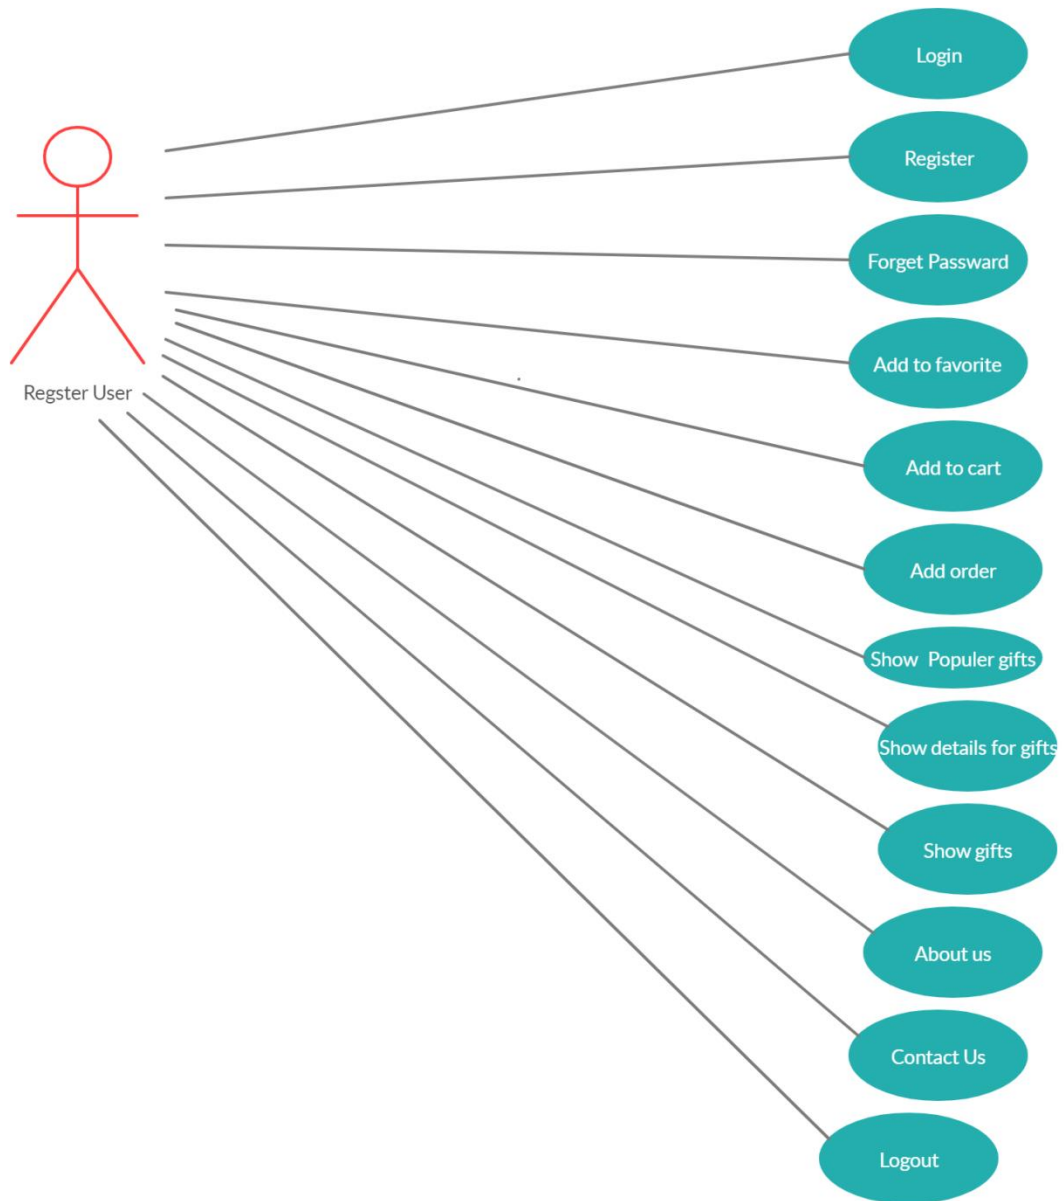 Login
Register
Forget Passward
Add to favorite
Regster User
Add to cart
Add order
Show Populer gifts
Show details for gifts
Show gifts
About us
Contact Us
Logout